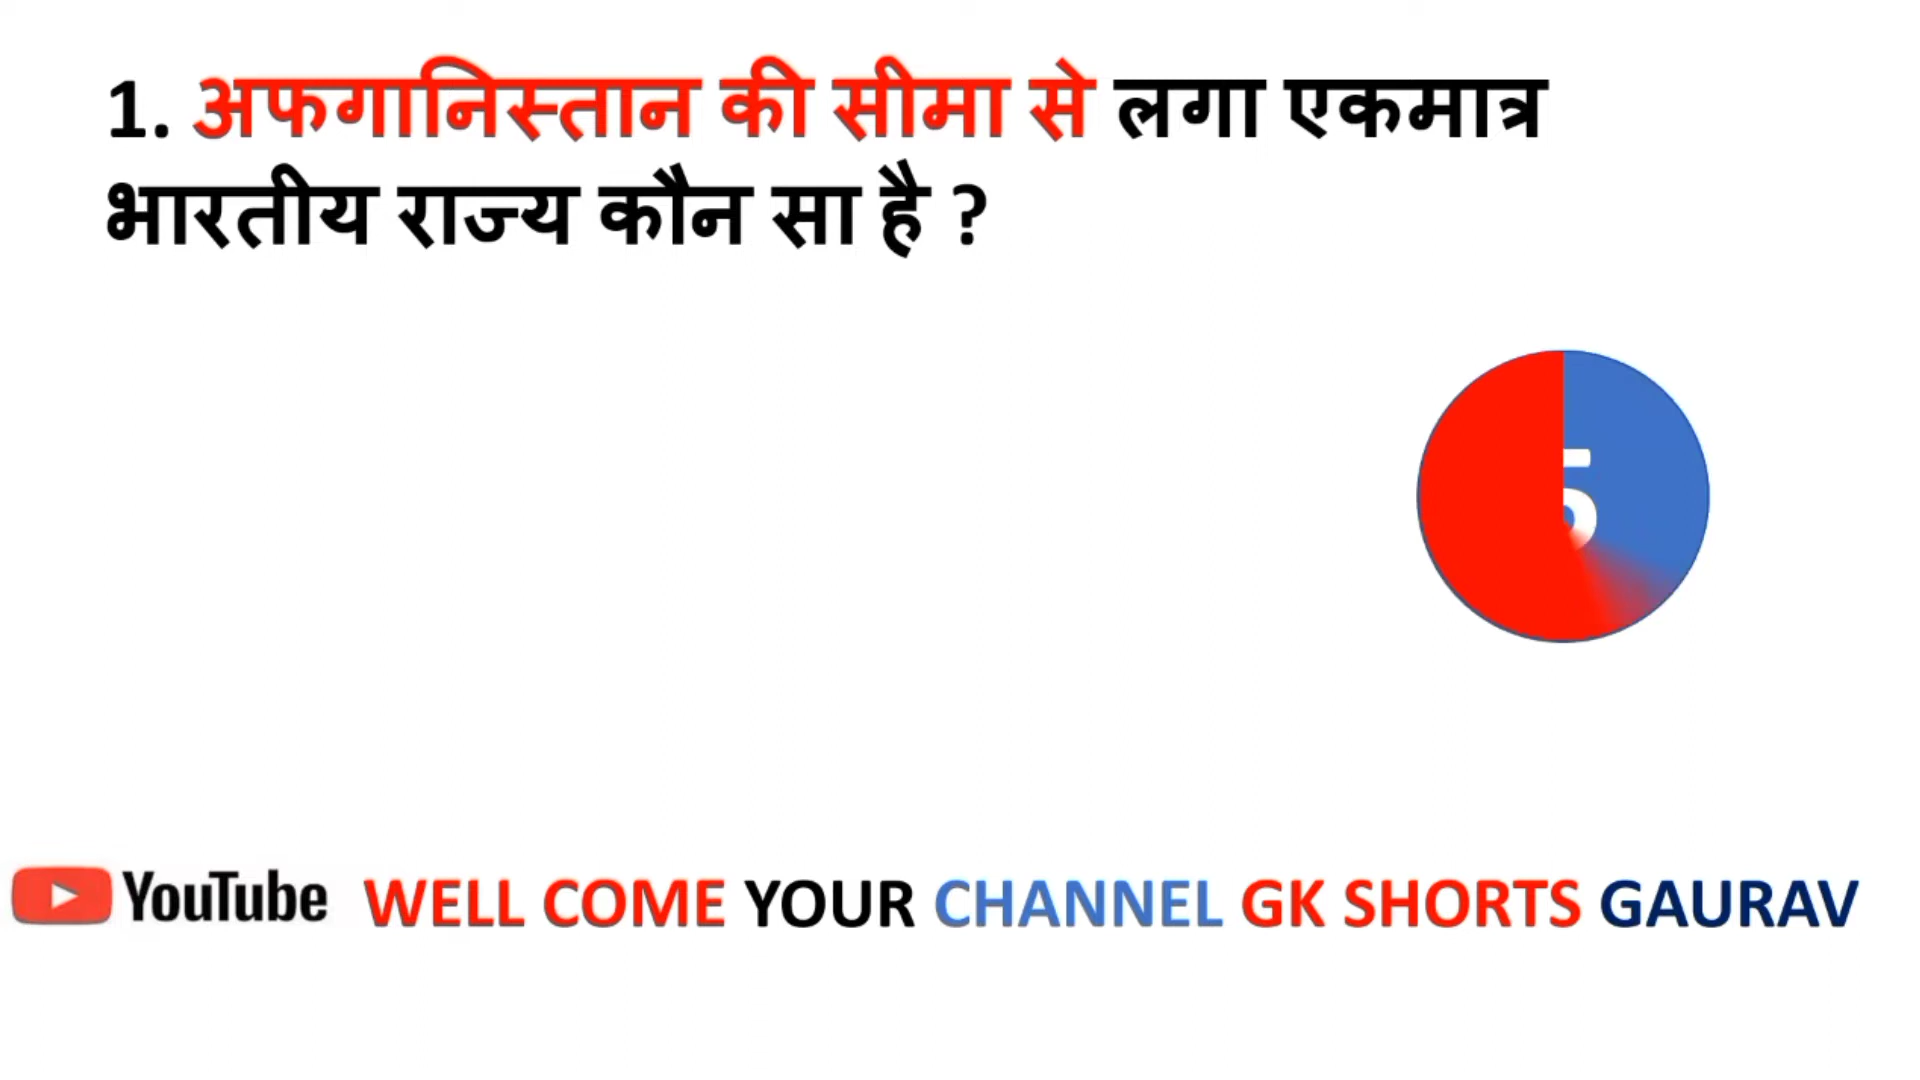 1. अफगानिस्तान की सीमा से लगा एकमात्र
भारतीय राज्य कौन सा है ?
5
YouTube WELL COME YOUR CHANNEL GK SHORTS GAURAV